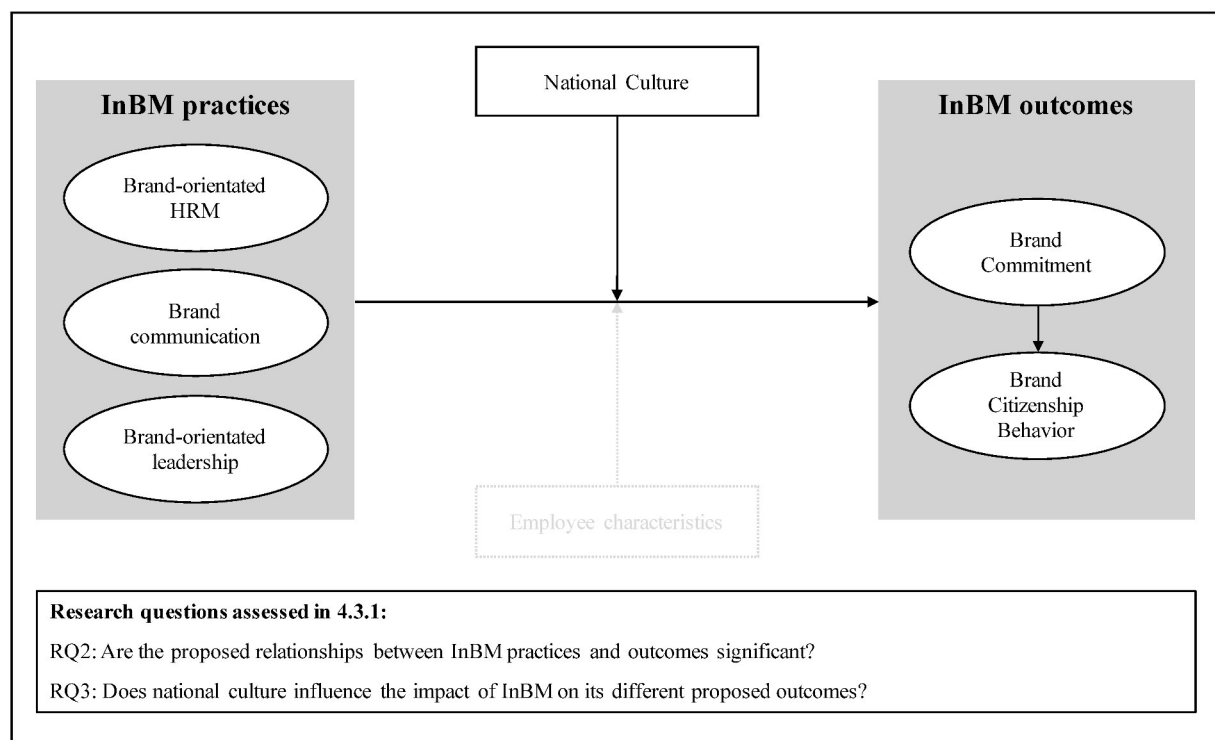 National Culture
InBM practices
InBM outcomes
Brand-orientated
HRM
Brand
communication
Brand-orientated
leadership
Brand
Commitment
Brand
Citizenship
Behavior
Employee characteristics
Research questions assessed in 4.3.1:
RQ2: Are the proposed relationships between InBM practices and outcomes significant?
RQ3: Does national culture influence the impact of InBM on its different proposed outcomes?